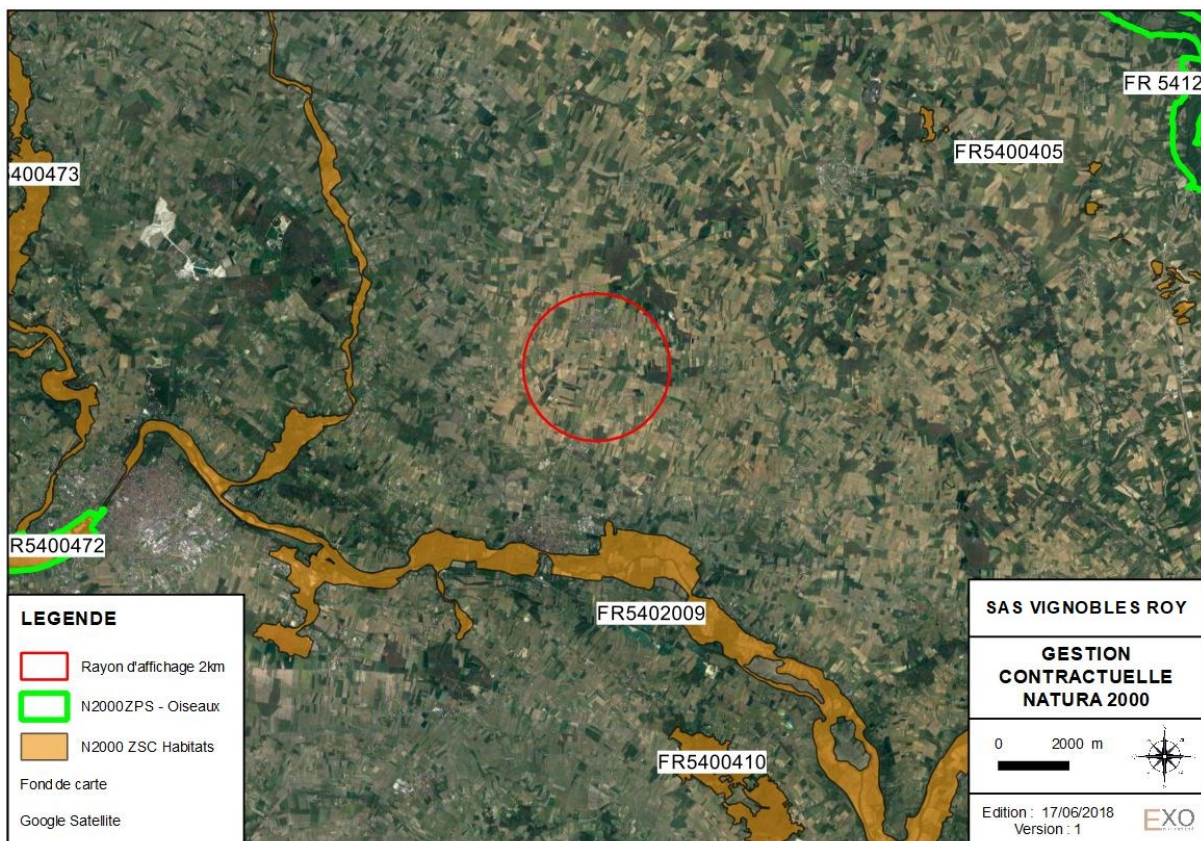 FR 5412
FR5400405
5400473
R5400472
FR5402009
FR5400410
LEGENDE
Rayon d'affichage 2km
N2000ZPS - Oiseaux
N2000 ZSC Habitats
Fond de carte
Google Satellite
SAS VIGNOBLES ROY
GESTION
CONTRACTUELLE
NATURA 2000
0 2000 m
Edition : 17/06/2018
Version : 1
EXO